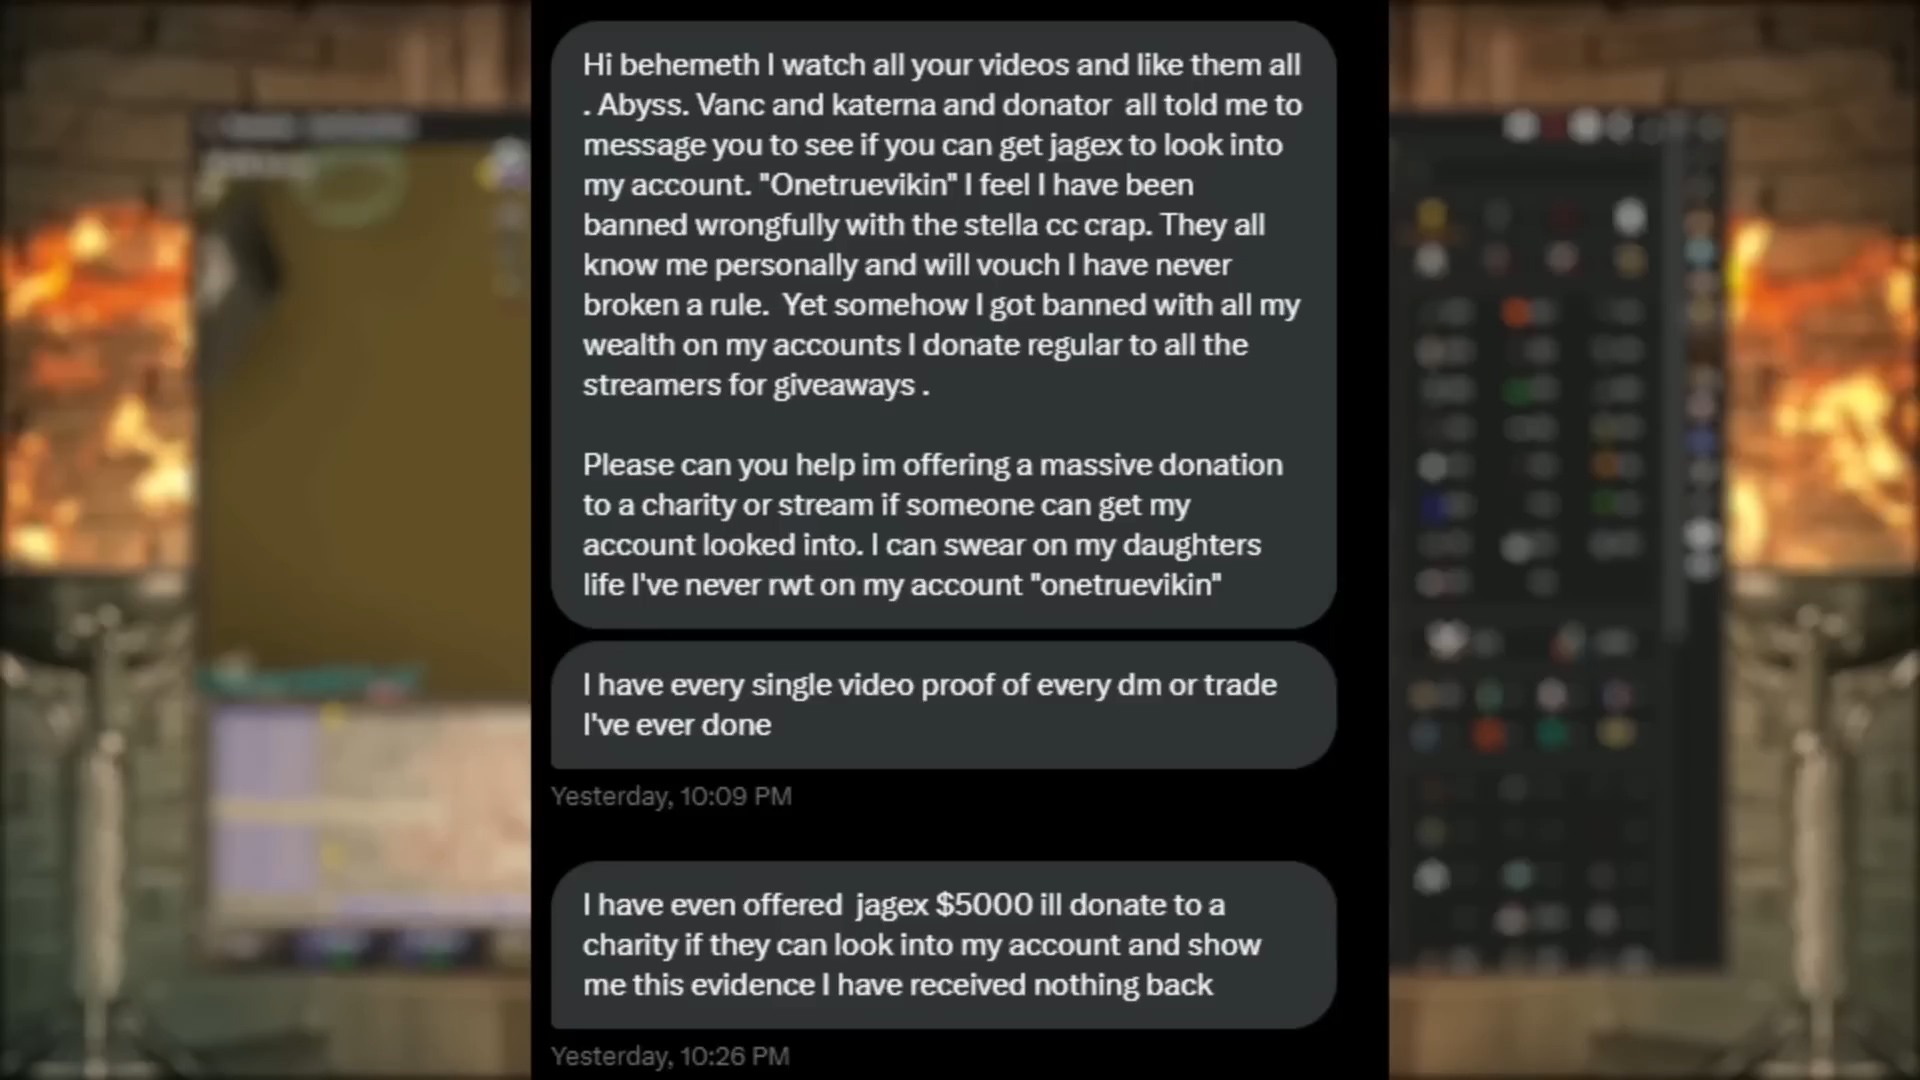 Hi behemeth I watch all your videos and like them all
. Abyss. Vanc and katerna and donator  all told me to
message you to see if you can get jagex to look into
my account. "Onetruevikin" I feel I have been
banned wrongfully with the stella cc crap. They all
know me personally and will vouch I have never
broken a rule.  Yet somehow I got banned with all my
wealth on my accounts I donate regular to all the
streamers for giveaways .
Please can you help im offering a massive donation
to a charity or stream if someone can get my
account looked into. I can swear on my daughters
life I've never rwt on my account "onetruevikin"
I have every single video proof of every dm or trade
I've ever done
Yesterday, 10:09 PM
I have even offered  jagex $5000 ill donate to a
charity if they can look into my account and show
me this evidence I have received nothing back
Yesterday, 10:26 PM